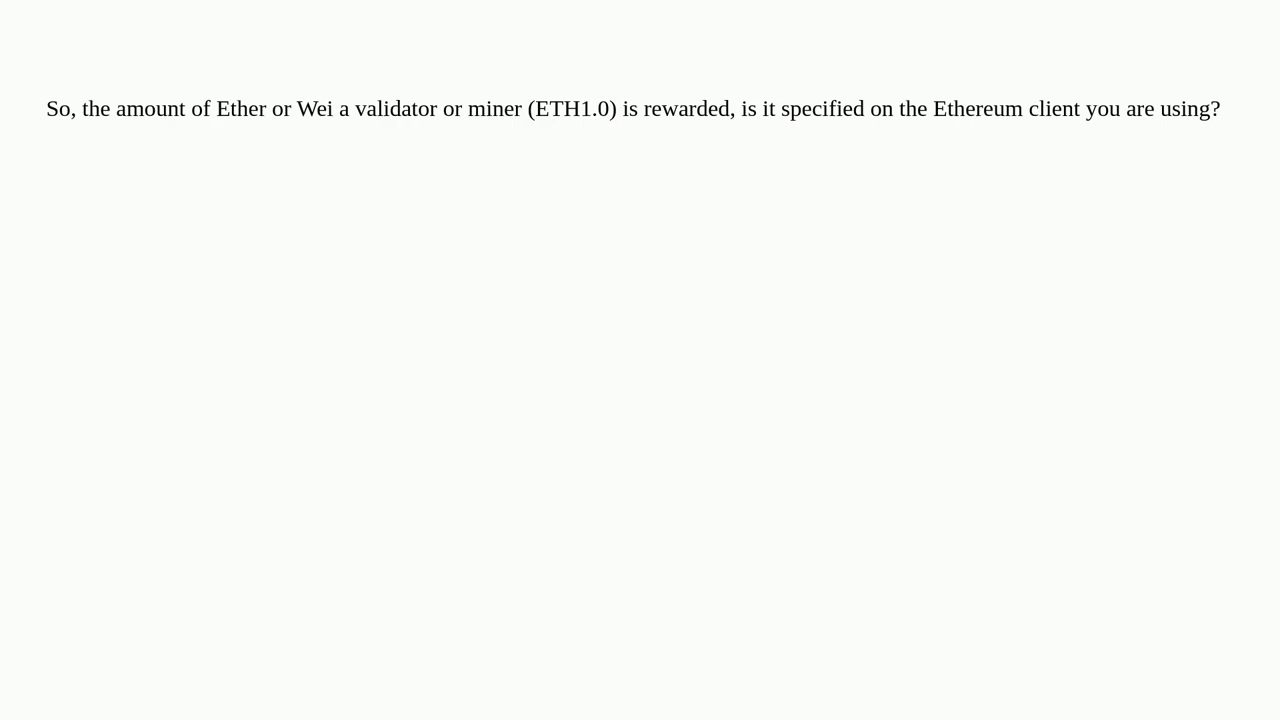 So, the amount of Ether or Wei a validator or miner (ETH1.0) is rewarded, is it specified on the Ethereum client you are using?